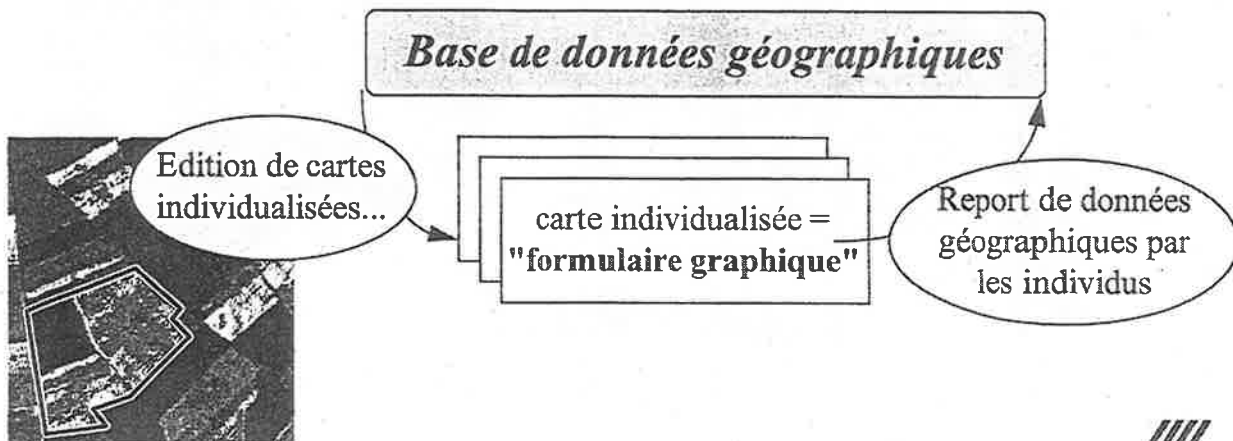 Base de données géographiques
Edition de cartes
individualisées...
carte individualisée =
"formulaire graphique"
Report de données
géographiques par
les individus